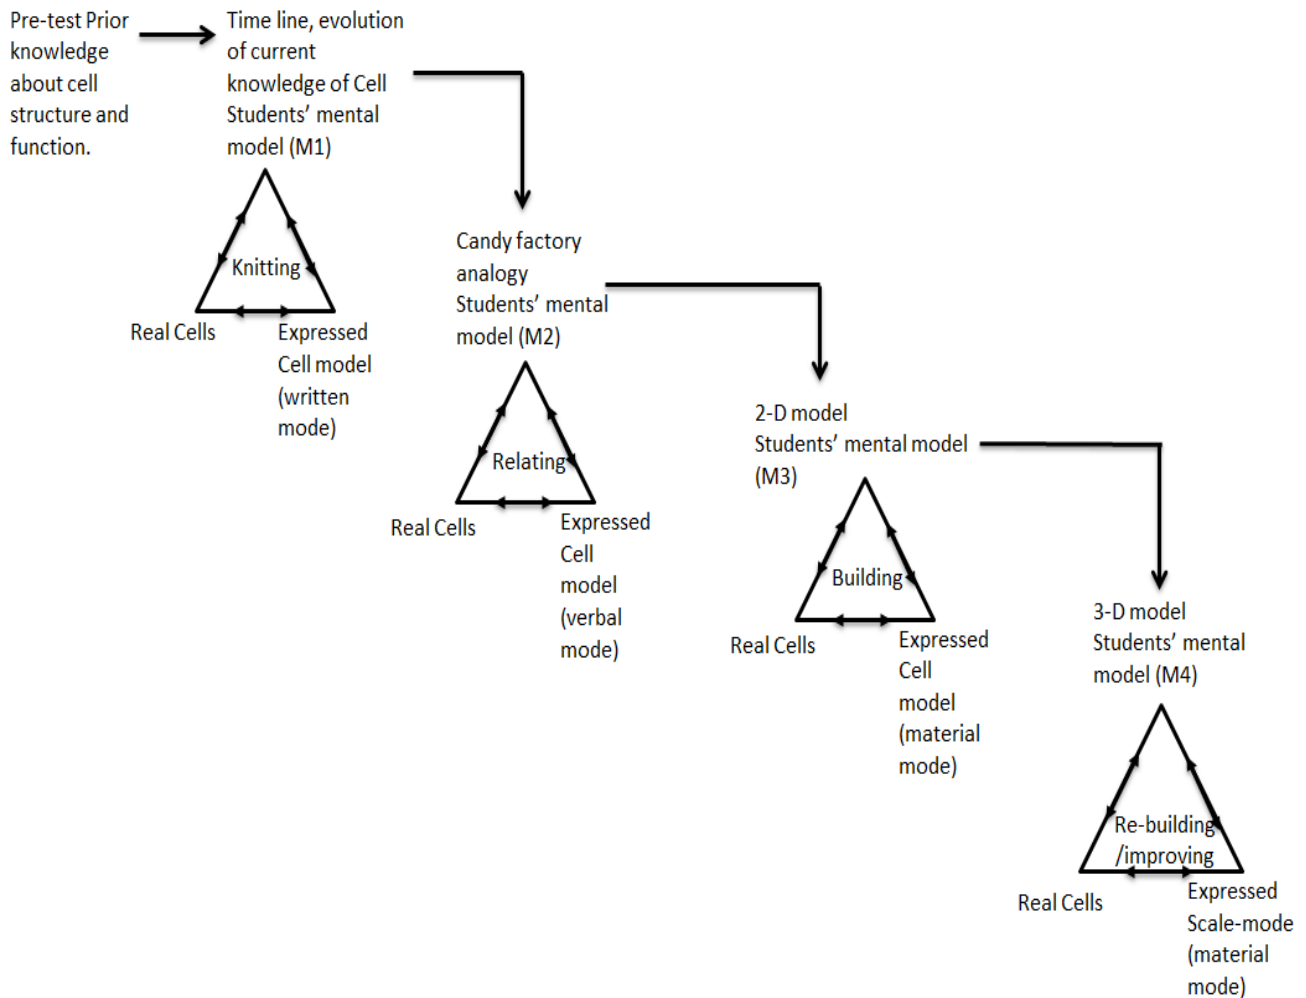 Pre-test Prior
knowledge
about cell
structure and
function.
Time line, evolution
of current
knowledge of Cell
Students’ mental
model (M1)
Knitting
Real Cells
Expressed
Cell model
(written
mode)
Candy factory
analogy
Students’ mental
model (M2)
Relating
Real Cells
Expressed
Cell
model
(verbal
mode)
2-D model
Students’ mental model
(M3)
Building
Real Cells
Expressed
Cell
model
(material
mode)
3-D model
Students’ mental
model (M4)
Re-building
/improving
Real Cells
Expressed
Scale-mode
(material
mode)